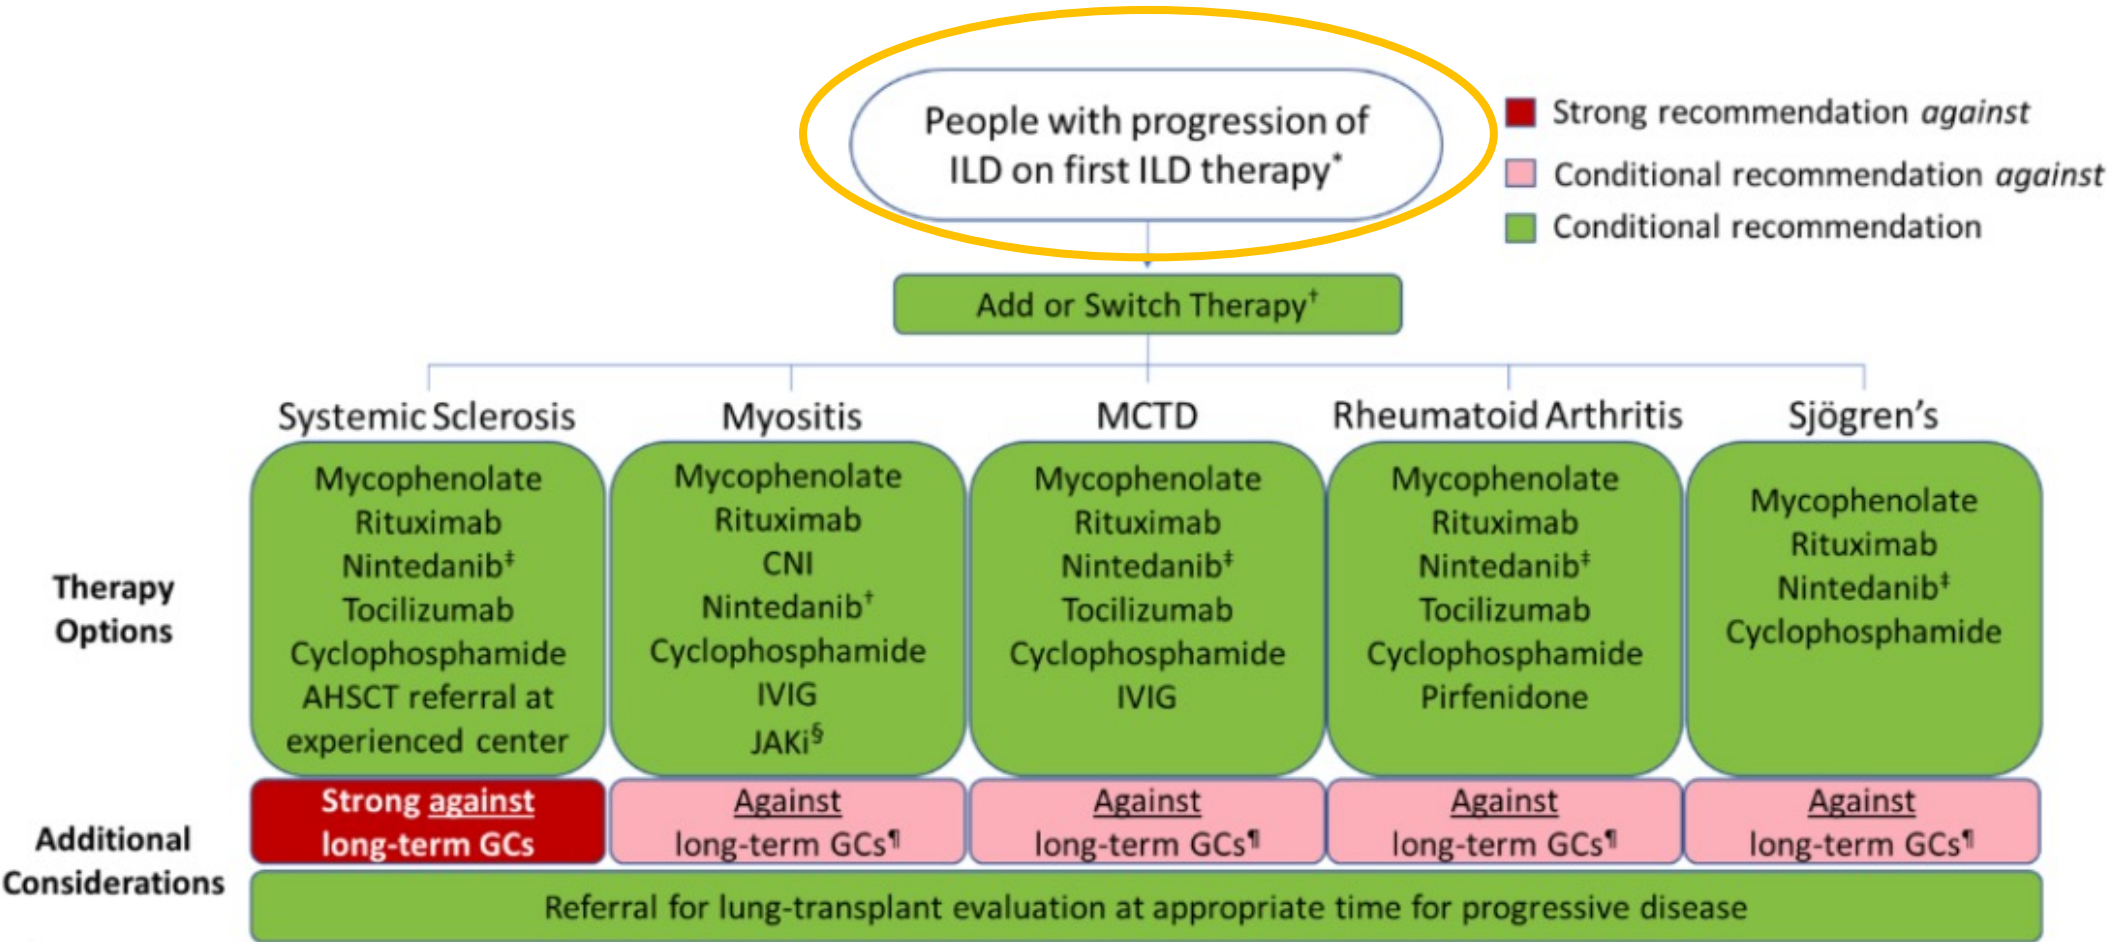 People with progression of
ILD on first ILD therapy*
Strong recommendation against
Conditional recommendation against
Conditional recommendation
Add or Switch Therapy†
Systemic Sclerosis
Myositis
MCTD
Rheumatoid Arthritis
Sjögren's
Therapy
Options
Mycophenolate
Rituximab
Nintedanib‡
Tocilizumab
Cyclophosphamide
AHSCT referral at
experienced center
Mycophenolate
Rituximab
CNI
Nintedanib†
Cyclophosphamide
IVIG
JAKi§
Mycophenolate
Rituximab
Nintedanib‡
Tocilizumab
Cyclophosphamide
IVIG
Mycophenolate
Rituximab
Nintedanib‡
Tocilizumab
Cyclophosphamide
Pirfenidone
Mycophenolate
Rituximab
Nintedanib‡
Cyclophosphamide
Additional
Considerations
Strong against
long-term GCs
Against
long-term GCs¶
Against
long-term GCs¶
Against
long-term GCs¶
Against
long-term GCs¶
Referral for lung-transplant evaluation at appropriate time for progressive disease